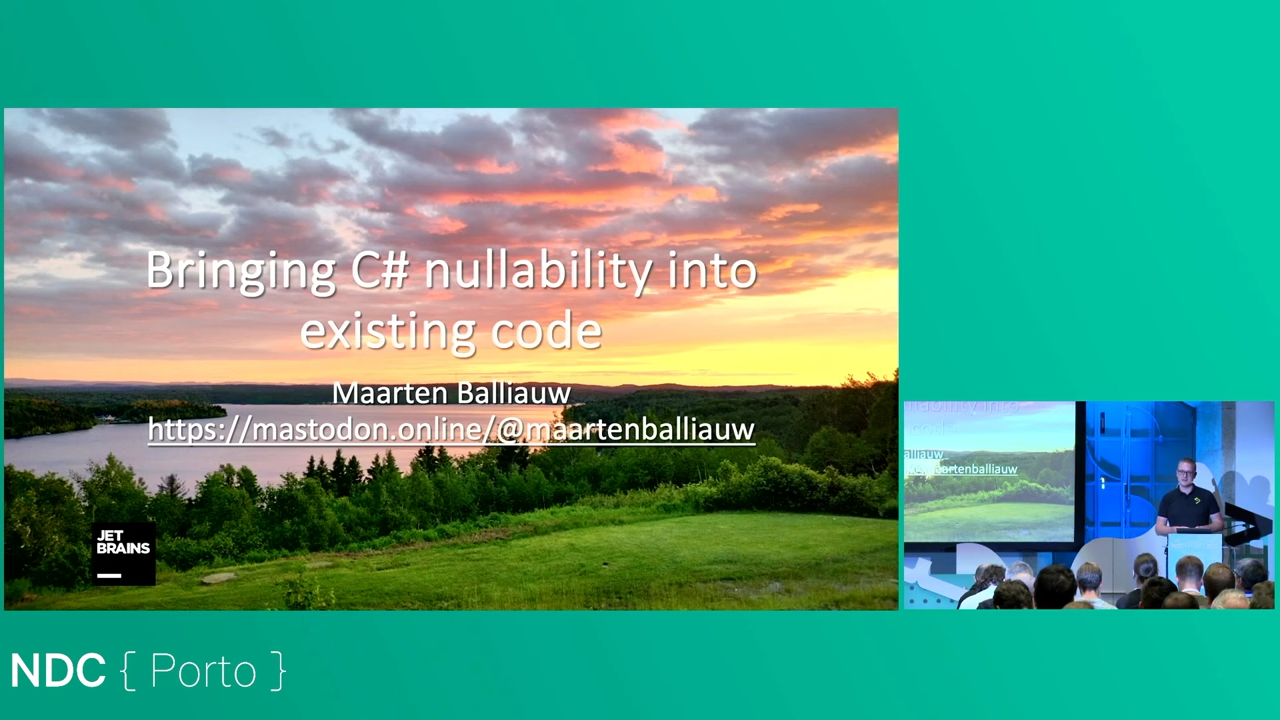 Bringing C# nullability into
existing code
Maarten Balliauw
https://mastodon.online/@maartenballiauw
JET
BRAINS
NDC { Porto }